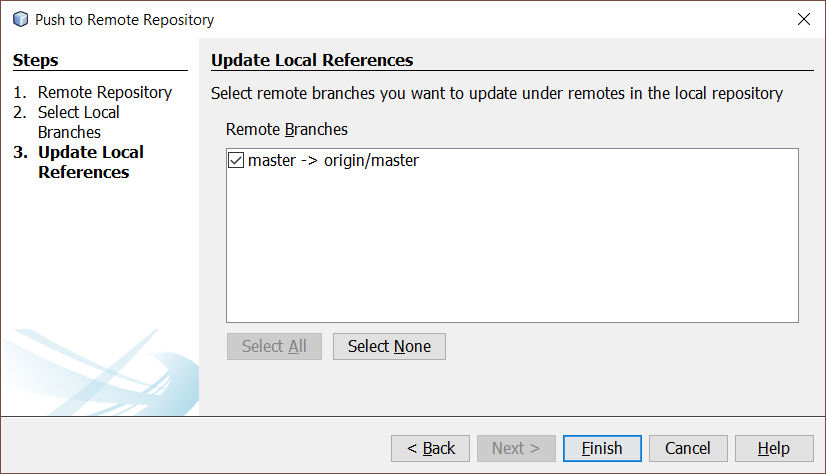 Push to Remote Repository
Steps
1. Remote Repository
2. Select Local
Branches
3. Update Local
References
Update Local References
Select remote branches you want to update under remotes in the local repository
Remote Branches
master -> origin/master
Select All
Select None
< Back
Next >
Finish
Cancel
Help